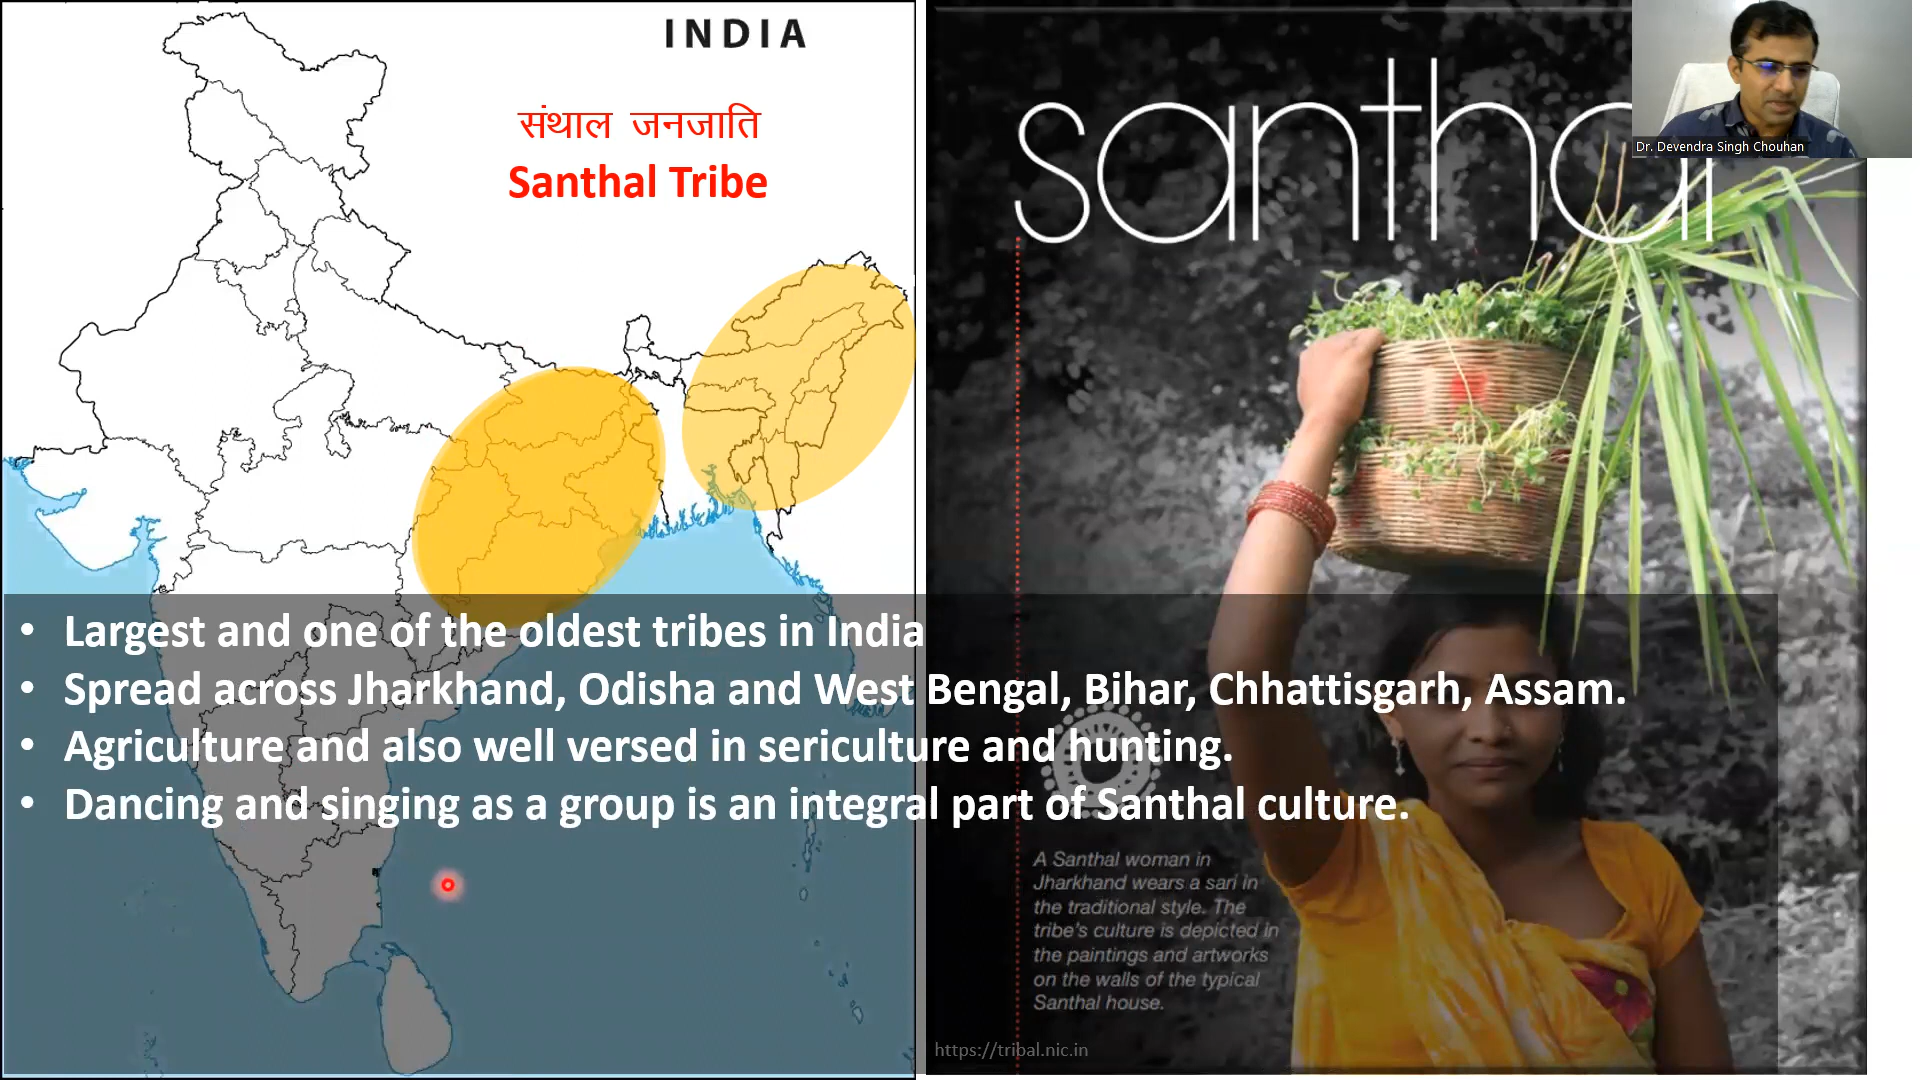 INDIA
संथाल जनजाति
Santhal Tribe
santhal
Dr. Devendra Singh Chouhan
• Largest and one of the oldest tribes in India
• Spread across Jharkhand, Odisha and West Bengal, Bihar, Chhattisgarh, Assam.
• Agriculture and also well versed in sericulture and hunting.
• Dancing and singing as a group is an integral part of Santhal culture.
A Santhal woman in
Jharkhand wears a sari in
the traditional style. The
tribe's culture is depicted in
the paintings and artworks
on the walls of the typical
Santhal house.
https://tribal.nic.in